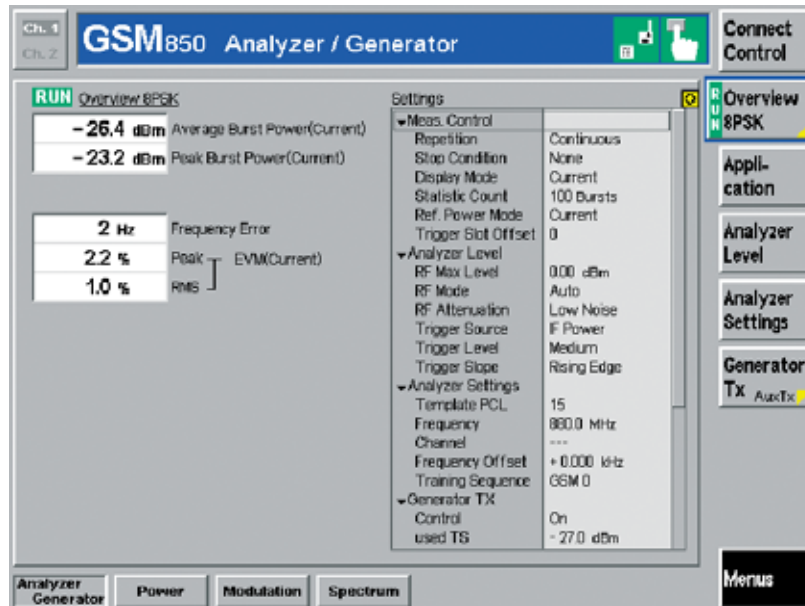 Ch. 1
Ch. 2
GSM850 Analyzer / Generator
Connect Control
RUN Overview 8PSK
- 26.4 dBm Average Burst Power(Current)
- 23.2 dBm Peak Burst Power(Current)
2 Hz Frequency Error
2.2 % Peak EVM(Current)
1.0 % RMS
Settings
Meas. Control
Repetition Continuous
Stop Condition None
Display Mode Current
Statistic Count 100 Bursts
Ref. Power Mode Current
Trigger Slot Offset 0
Analyzer Level
RF Max Level 0.00 dBm
RF Mode Auto
RF Attenuation Low Noise
Trigger Source IF Power
Trigger Level Medium
Trigger Slope Rising Edge
Analyzer Settings
Template PCL 15
Frequency 880.0 MHz
Channel ---
Frequency Offset + 0.000 kHz
Training Sequence GSM 0
Generator TX
Control On
used TS - 27.0 dBm
RUN
Overview
8PSK
Appli-
cation
Analyzer
Level
Analyzer
Settings
Generator
Tx AuxTx
Menus
Analyzer
Generator
Power
Modulation
Spectrum